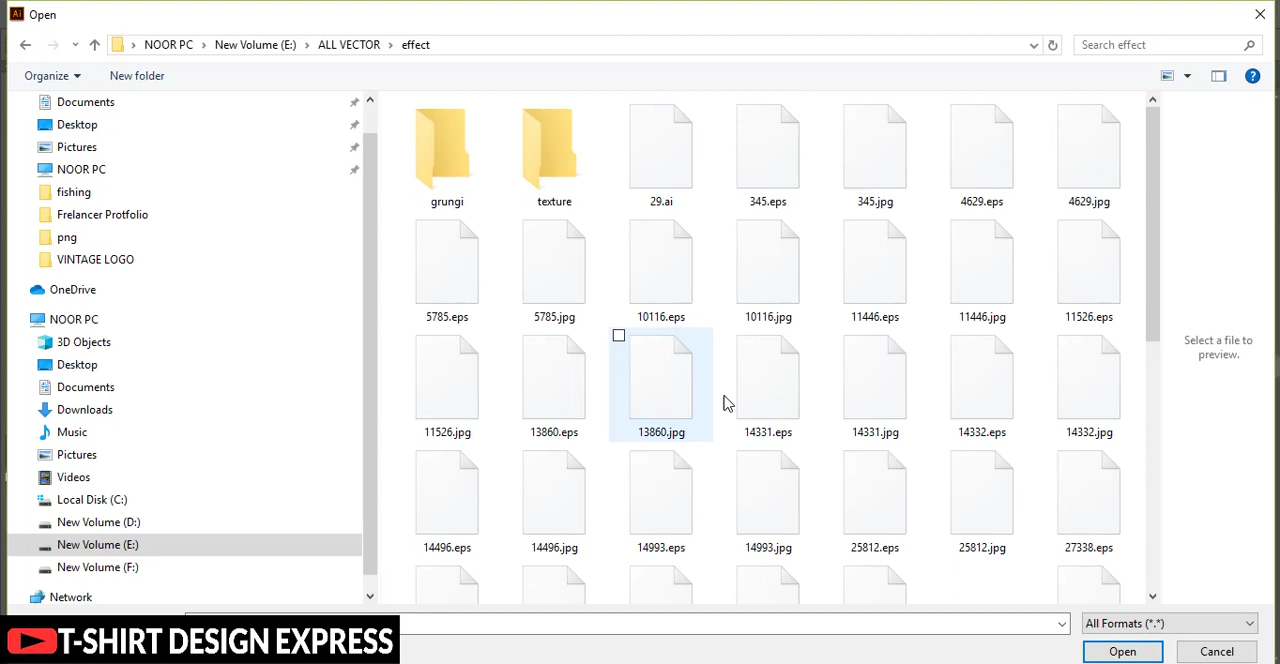 Ai Open
NOOR PC › New Volume (E:) › ALL VECTOR › effect
Search effect
Organize
New folder
?
Documents
Desktop
Pictures
NOOR PC
fishing
Frelancer Protfolio
png
VINTAGE LOGO
OneDrive
NOOR PC
3D Objects
Desktop
Documents
Downloads
Music
Pictures
Videos
Local Disk (C:)
New Volume (D:)
New Volume (E:)
New Volume (F:)
Network
grungi texture 29.ai 345.eps 345.jpg 4629.eps 4629.jpg
5785.eps 5785.jpg 10116.eps 10116.jpg 11446.eps 11446.jpg 11526.eps
11526.jpg 13860.eps 13860.jpg 14331.eps 14331.jpg 14332.eps 14332.jpg
14496.eps 14496.jpg 14993.eps 14993.jpg 25812.eps 25812.jpg 27338.eps
Select a file to
preview.
All Formats (*.*)
Open Cancel
T-SHIRT DESIGN EXPRESS